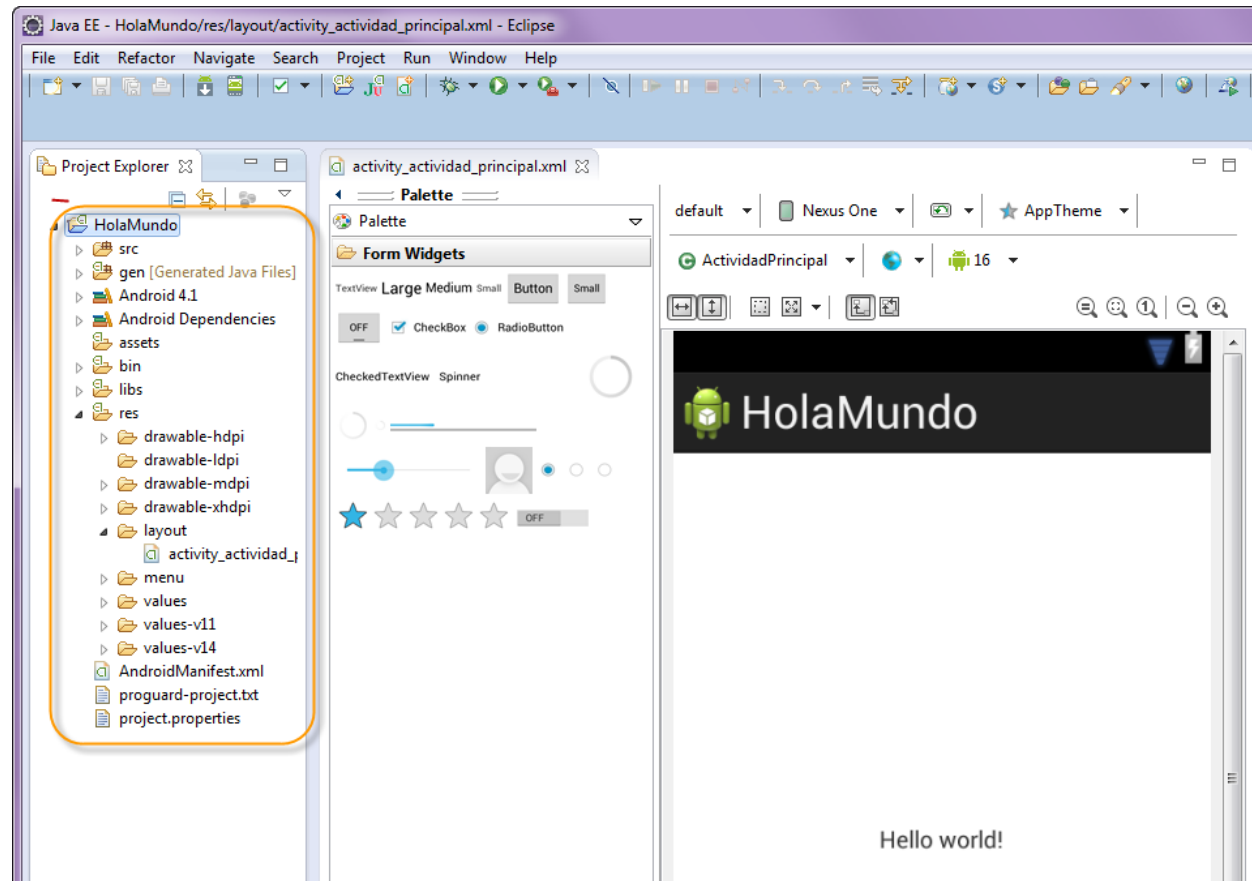 Java EE - HolaMundo/res/layout/activity_actividad_principal.xml - Eclipse
File Edit Refactor Navigate Search Project Run Window Help
Project Explorer
HolaMundo
src
gen [Generated Java Files]
Android 4.1
Android Dependencies
assets
bin
libs
res
drawable-hdpi
drawable-ldpi
drawable-mdpi
drawable-xhdpi
layout
activity_actividad_p
menu
values
values-v11
values-v14
AndroidManifest.xml
proguard-project.txt
project.properties
activity_actividad_principal.xml
Palette
Palette
Form Widgets
TextView Large Medium Small Button Small
OFF CheckBox RadioButton
CheckedTextView Spinner
OFF
default Nexus One AppTheme
ActividadPrincipal 16
HolaMundo
Hello world!